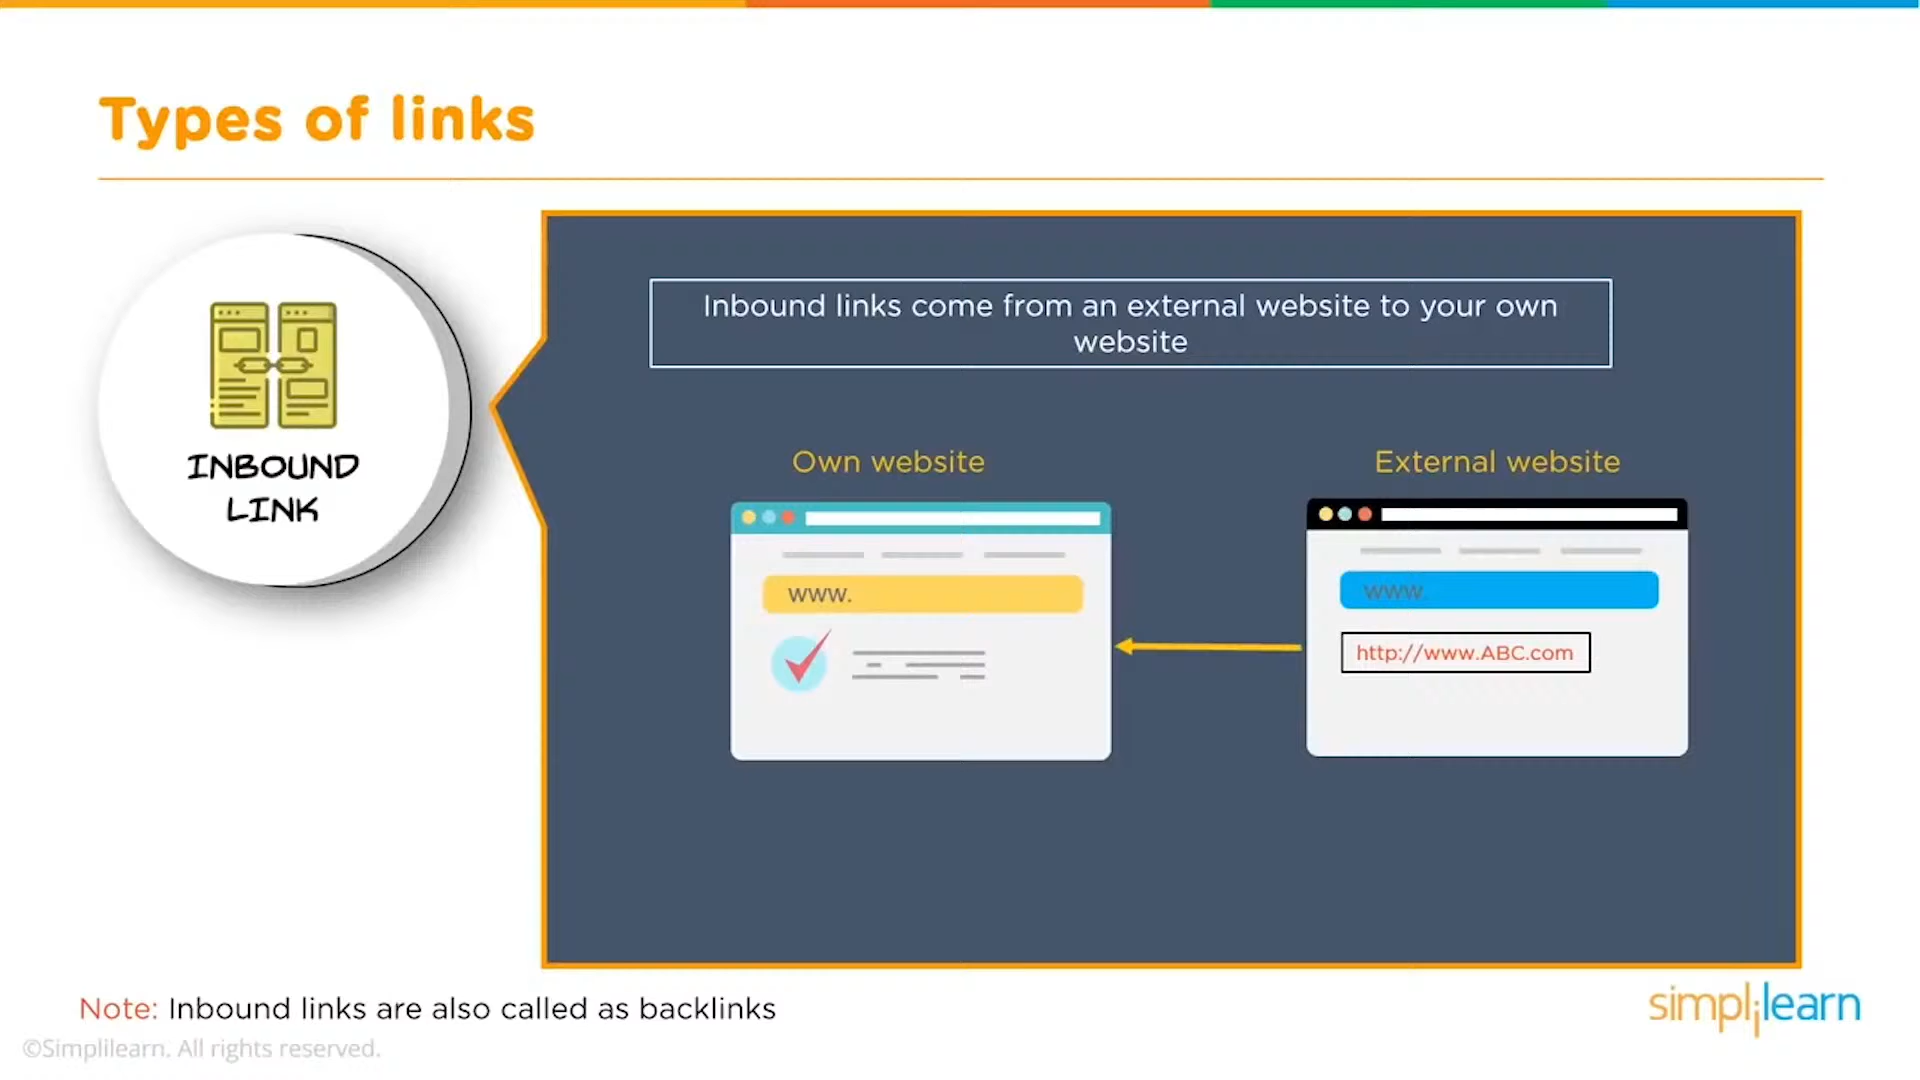 Types of links
INBOUND
LINK
Inbound links come from an external website to your own
website
Own website
External website
www.
www.
http://www.ABC.com
Note: Inbound links are also called as backlinks
simplilearn
©Simplilearn. All rights reserved.